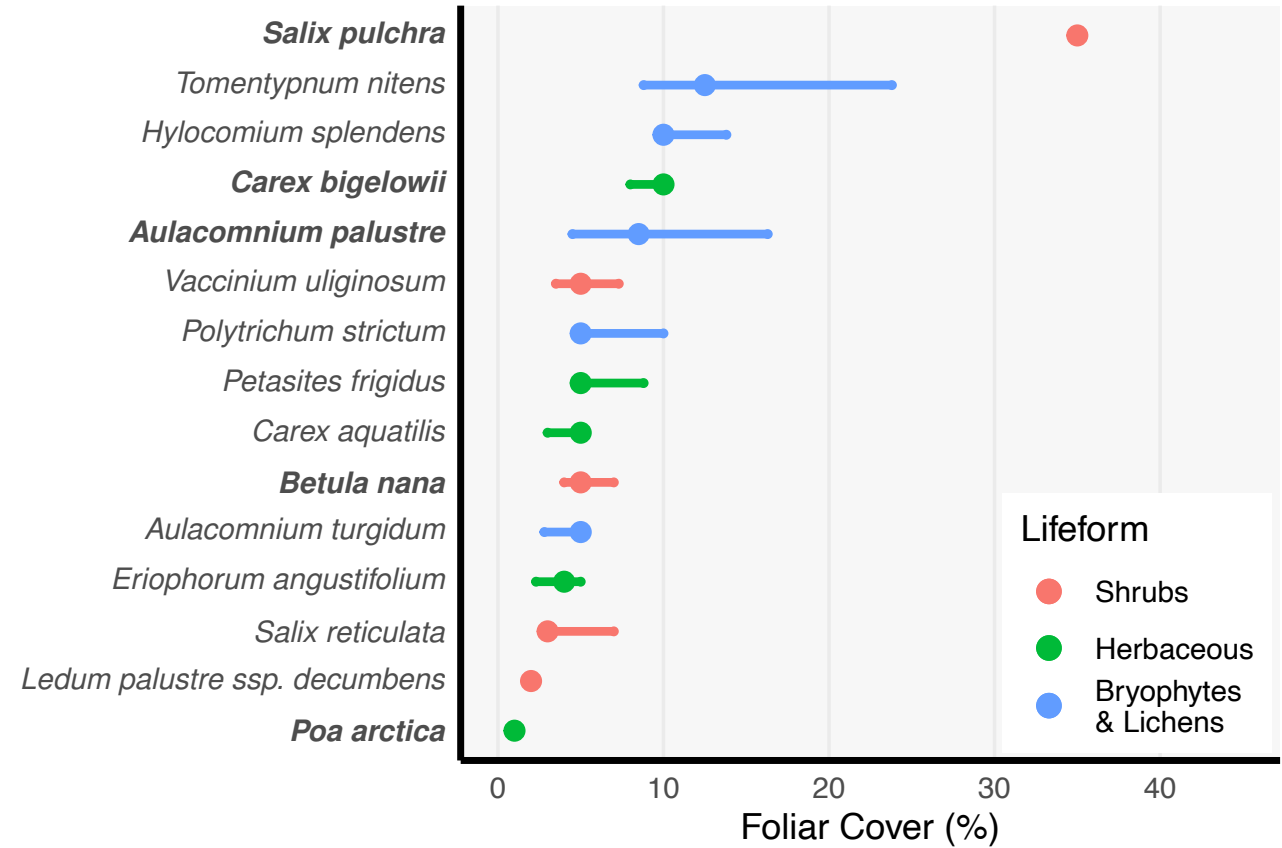 Salix pulchra
Tomentypnum nitens
Hylocomium splendens
Carex bigelowii
Aulacomnium palustre
Vaccinium uliginosum
Polytrichum strictum
Petasites frigidus
Carex aquatilis
Betula nana
Aulacomnium turgidum
Eriophorum angustifolium
Salix reticulata
Ledum palustre ssp. decumbens
Poa arctica
Lifeform
Shrubs
Herbaceous
Bryophytes
& Lichens
0 10 20 30 40
Foliar Cover (%)